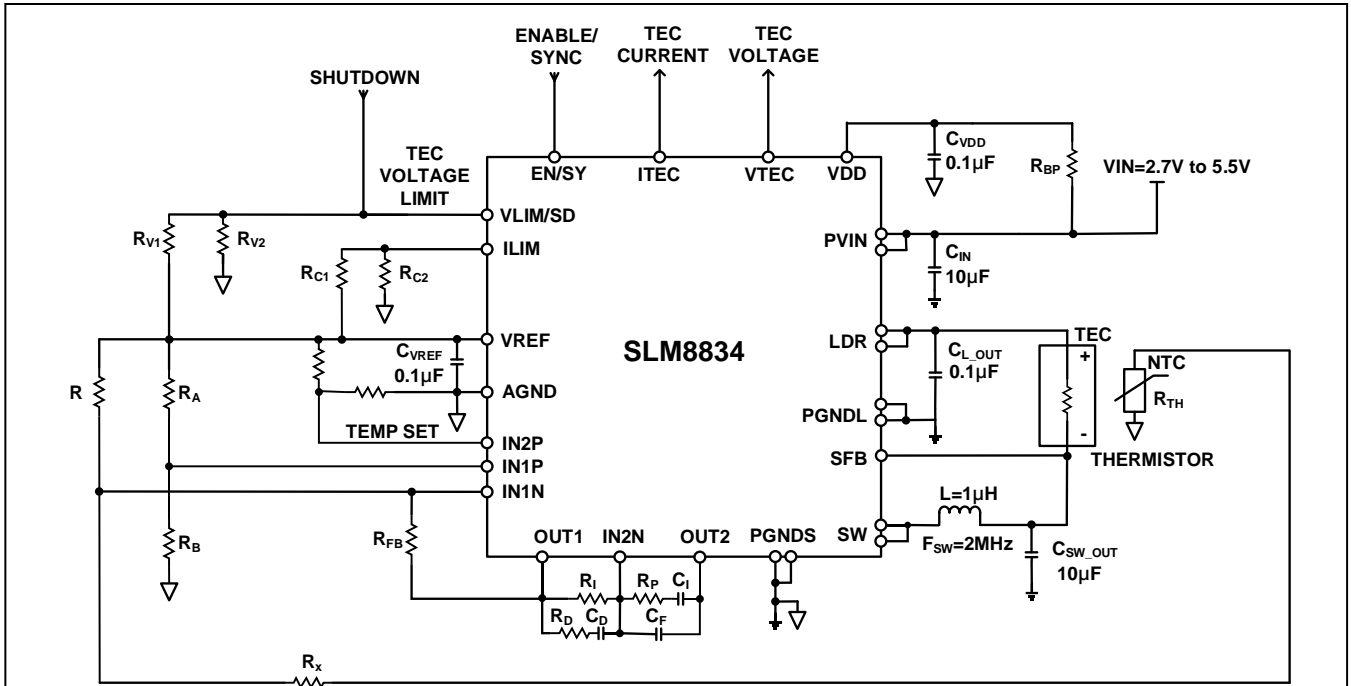 ENABLE/
SYNC
TEC
CURRENT
TEC
VOLTAGE
SHUTDOWN
TEC
VOLTAGE
LIMIT
EN/SY
ITEC
VTEC
VDD
CVDD
0.1μF
RBP
VIN=2.7V to 5.5V
VLIM/SD
RV1
RV2
ILIM
RC1
RC2
PVIN
CIN
10μF
SLM8834
VREF
CVREF
0.1μF
AGND
R
RA
TEMP SET
IN2P
IN1P
IN1N
LDR
CL_OUT
0.1μF
TEC
+
-
NTC
RTH
PGNDL
SFB
THERMISTOR
L=1μH
SW
FSW=2MHz
CSW_OUT
10μF
RB
RFB
OUT1
IN2N
OUT2
PGNDS
RI
RP
CI
RD
CD
CF
Rx